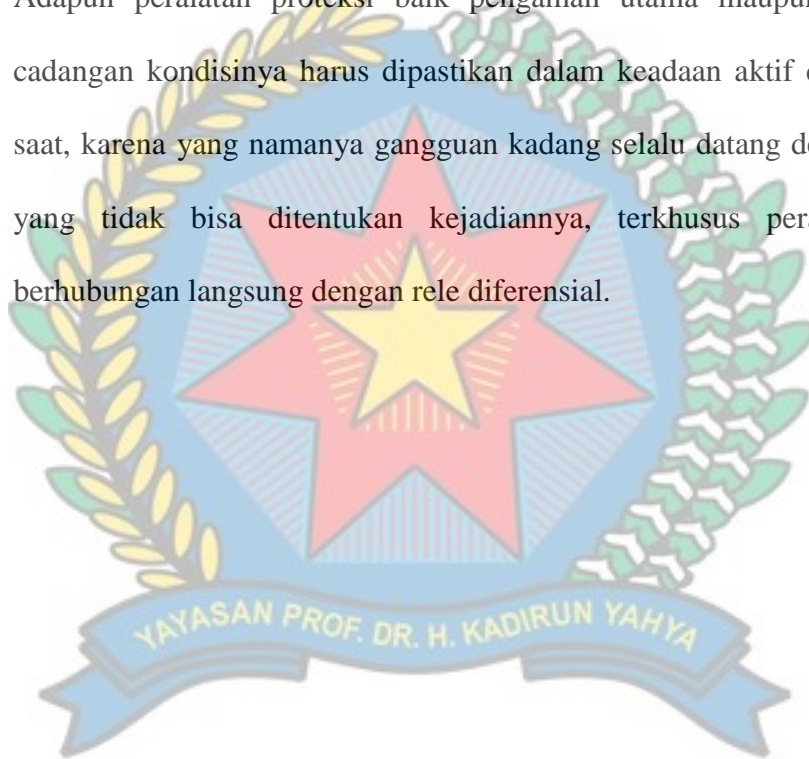 Adapun peralatan proteksi baik pengaman utama maupun
cadangan kondisinya harus dipastikan dalam keadaan aktif
saat, karena yang namanya gangguan kadang selalu datang
yang tidak bisa ditentukan kejadiannya, terkhusus
berhubungan langsung dengan rele diferensial.
YAYASAN PROF. DR. H. KADIRUN YAHYA